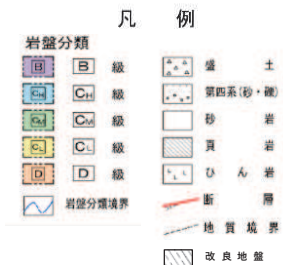 凡 例
岩盤分類
B B 級
CH CH 級
CM CM 級
CL CL 級
D D 級
岩盤分類境界
盛 土
第四系(砂・礫)
砂 岩
頁 岩
ひ ん 岩
断 層
地 質 境 界
改 良 地 盤